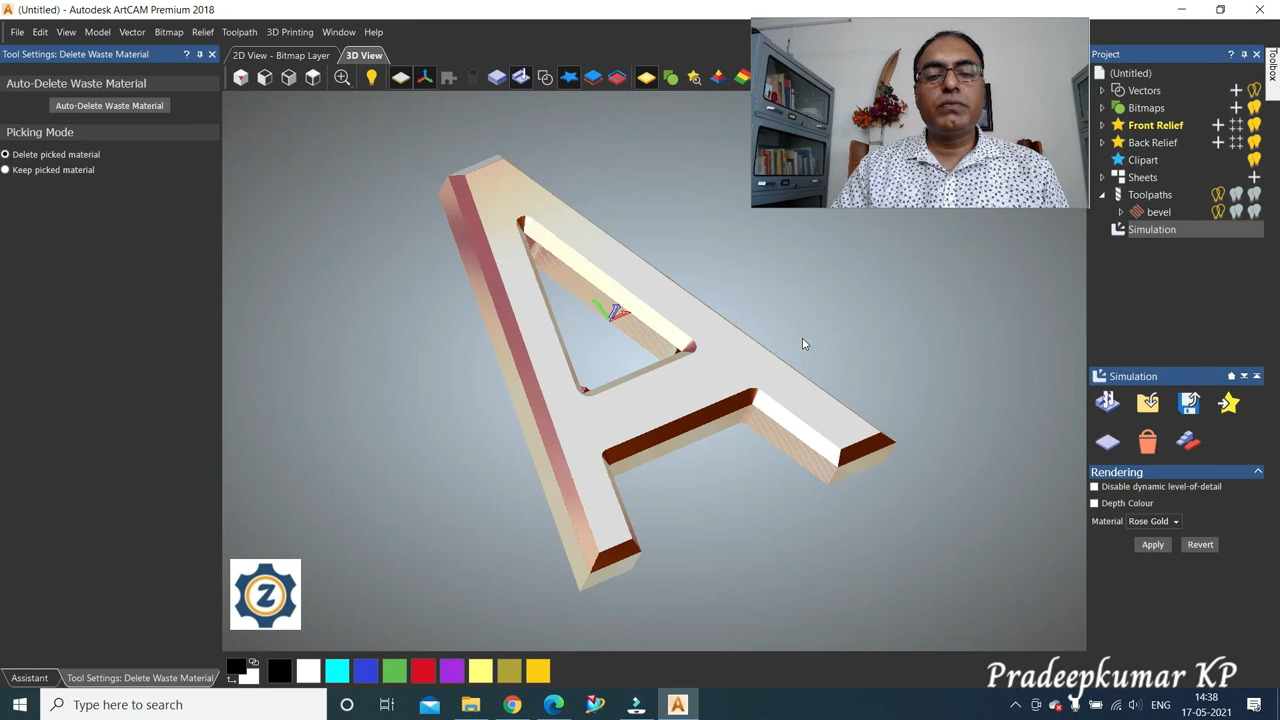 (Untitled) - Autodesk ArtCAM Premium 2018
File Edit View Model Vector Bitmap Relief Toolpath 3D Printing Window Help
Tool Settings: Delete Waste Material ?
2D View - Bitmap Layer
3D View
Auto-Delete Waste Material
Auto-Delete Waste Material
Picking Mode
Delete picked material
Keep picked material
A
Z
Project ?
(Untitled)
Vectors
Bitmaps
Front Relief
Back Relief
Clipart
Sheets
Toolpaths
bevel
Simulation
Toolbox
Simulation
Rendering
Disable dynamic level-of-detail
Depth Colour
Material Rose Gold
Apply Revert
Pradeepkumar KP
Assistant
Tool Settings: Delete Waste Material
Type here to search
ENG
14:38
17-05-2021